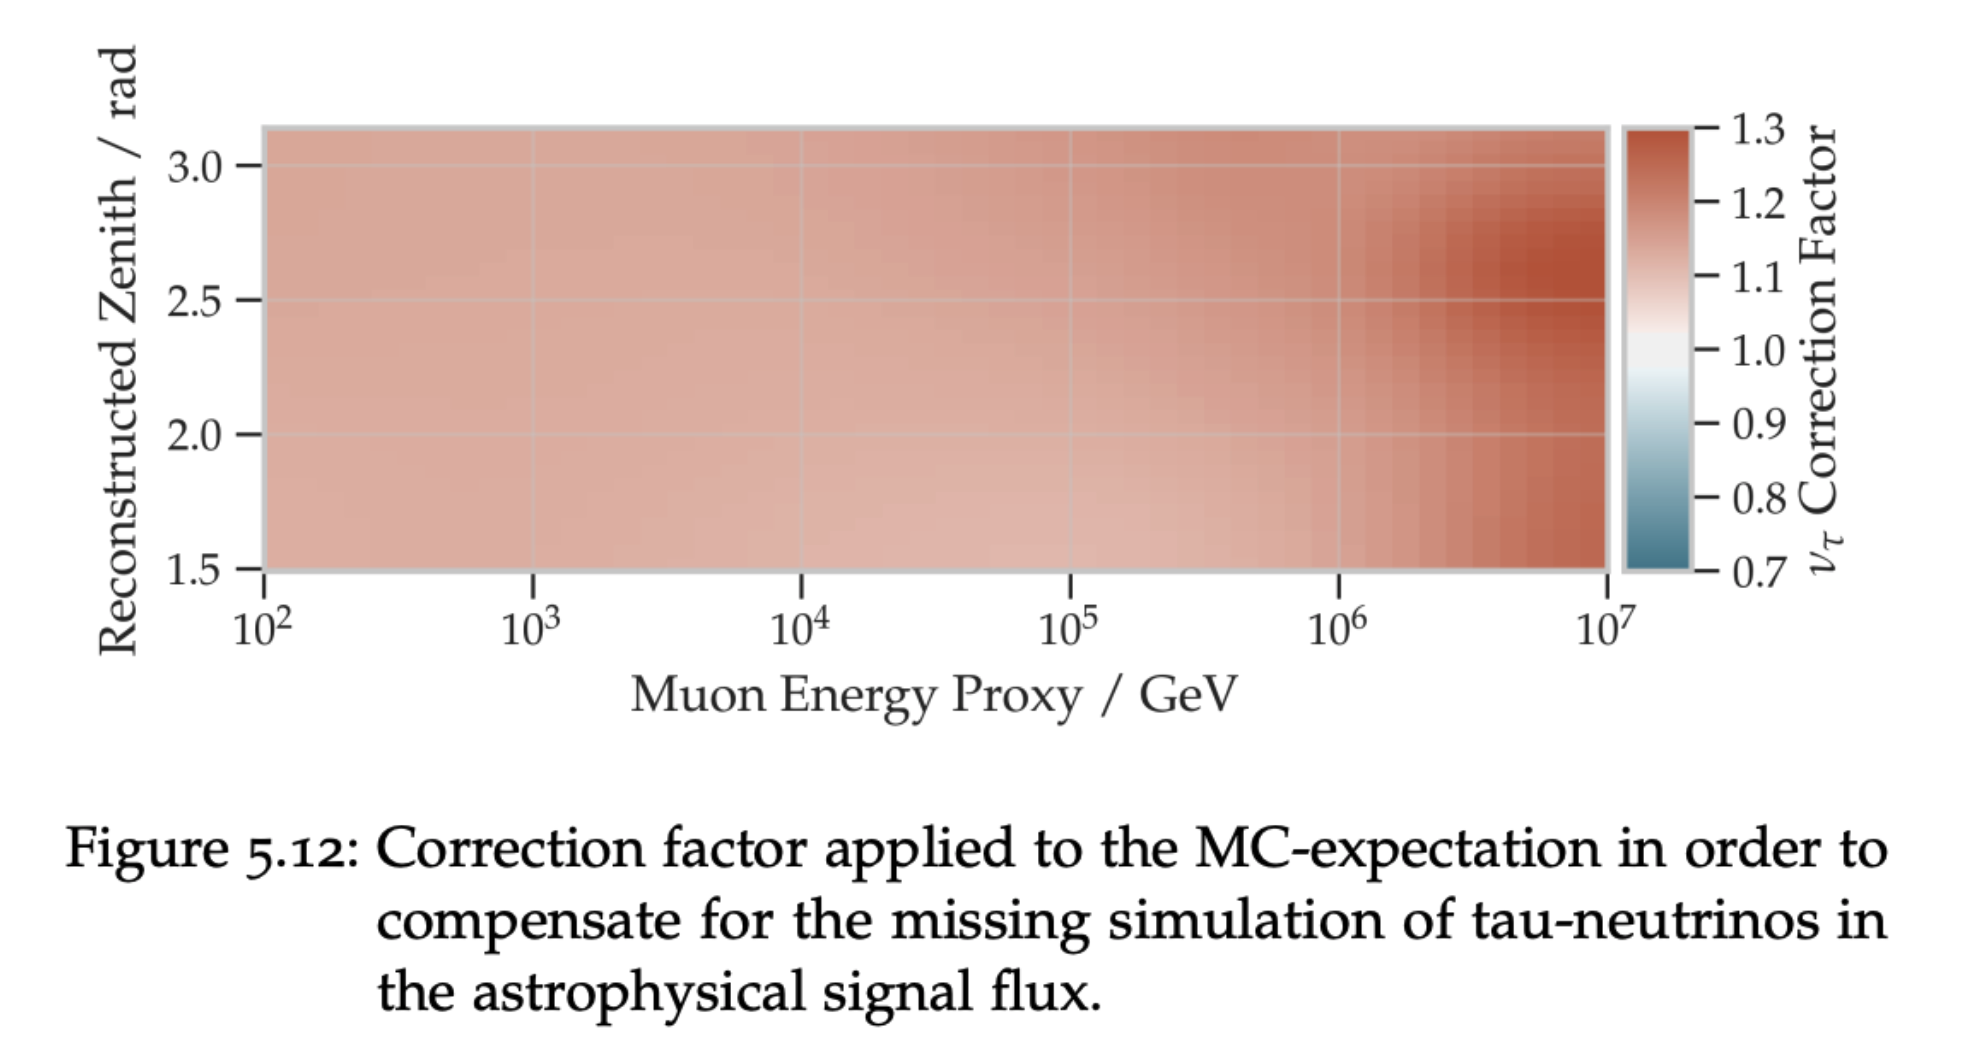 Reconstructed Zenith / rad
3.0
2.5
2.0
1.5
10²
10³
10⁴
10⁵
10⁶
10⁷
Muon Energy Proxy / GeV
1.3
1.2
1.1
1.0
0.9
0.8
0.7
ντ Correction Factor
Figure 5.12: Correction factor applied to the MC-expectation in order to
compensate for the missing simulation of tau-neutrinos in
the astrophysical signal flux.